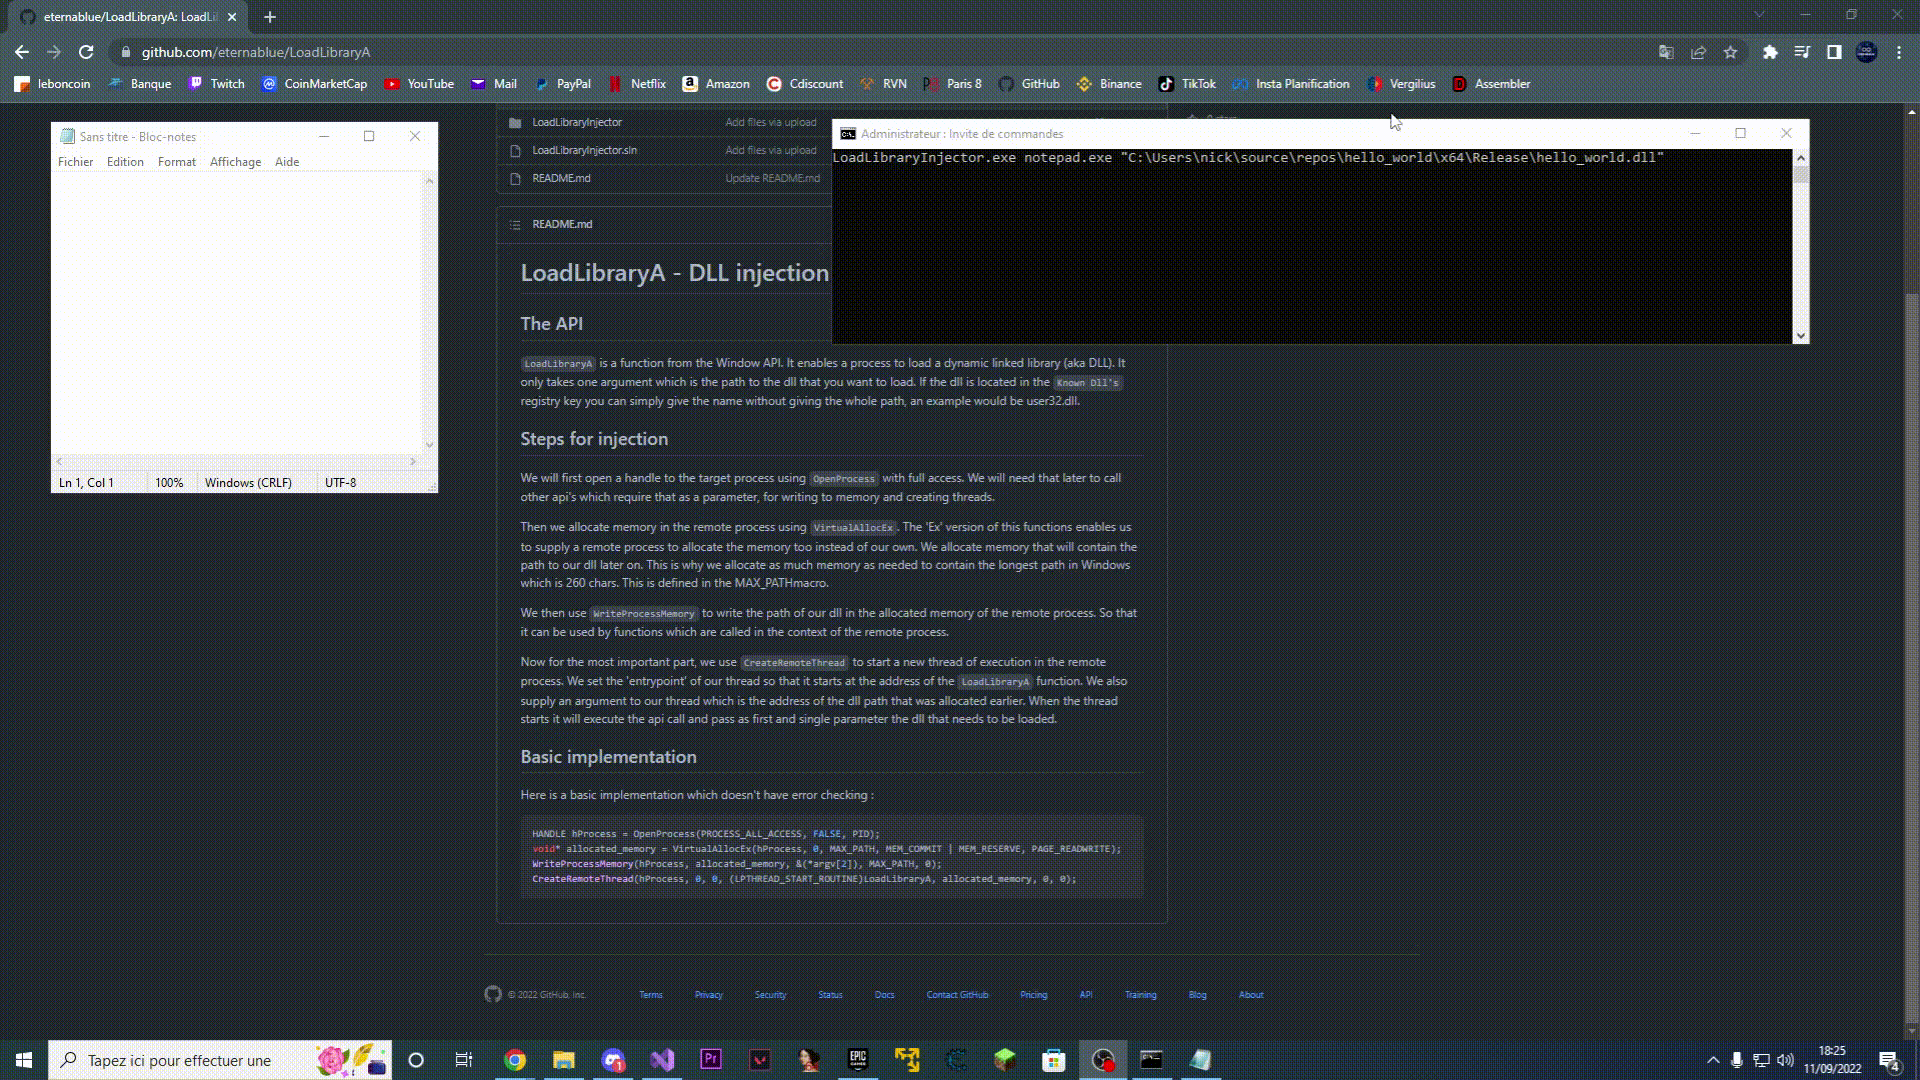 eternablue/LoadLibraryA: LoadLi
github.com/eternablue/LoadLibraryA
leboncoin
Banque
Twitch
CoinMarketCap
YouTube
Mail
PayPal
Netflix
Amazon
Cdiscount
RVN
Paris 8
GitHub
Binance
TikTok
Insta Planification
Vergilius
Assembler
LoadLibraryInjector
Add files via upload
LoadLibraryInjector.sln
Add files via upload
README.md
Update README.md
Sans titre - Bloc-notes
Fichier
Edition
Format
Affichage
Aide
Ln 1, Col 1
100%
Windows (CRLF)
UTF-8
Administrateur : Invite de commandes
LoadLibraryInjector.exe notepad.exe "C:\Users\nick\source\repos\hello_world\x64\Release\hello_world.dll"
README.md
LoadLibraryA - DLL injection
The API
LoadLibraryA is a function from the Window API. It enables a process to load a dynamic linked library (aka DLL). It
only takes one argument which is the path to the dll that you want to load. If the dll is located in the Known Dll's
registry key you can simply give the name without giving the whole path, an example would be user32.dll.
Steps for injection
We will first open a handle to the target process using OpenProcess with full access. We will need that later to call
other api's which require that as a parameter, for writing to memory and creating threads.
Then we allocate memory in the remote process using VirtualAllocEx. The 'Ex' version of this functions enables us
to supply a remote process to allocate the memory too instead of our own. We allocate memory that will contain the
path to our dll later on. This is why we allocate as much memory as needed to contain the longest path in Windows
which is 260 chars. This is defined in the MAX_PATHmacro.
We then use WriteProcessMemory to write the path of our dll in the allocated memory of the remote process. So that
it can be used by functions which are called in the context of the remote process.
Now for the most important part, we use CreateRemoteThread to start a new thread of execution in the remote
process. We set the 'entrypoint' of our thread so that it starts at the address of the LoadLibraryA function. We also
supply an argument to our thread which is the address of the dll path that was allocated earlier. When the thread
starts it will execute the api call and pass as first and single parameter the dll that needs to be loaded.
Basic implementation
Here is a basic implementation which doesn't have error checking :
HANDLE hProcess = OpenProcess(PROCESS_ALL_ACCESS, FALSE, PID);
void* allocated_memory = VirtualAllocEx(hProcess, 0, MAX_PATH, MEM_COMMIT | MEM_RESERVE, PAGE_READWRITE);
WriteProcessMemory(hProcess, allocated_memory, &(*argv[2]), MAX_PATH, 0);
CreateRemoteThread(hProcess, 0, 0, (LPTHREAD_START_ROUTINE)LoadLibraryA, allocated_memory, 0, 0);
© 2022 GitHub, Inc.
Terms
Privacy
Security
Status
Docs
Contact GitHub
Pricing
API
Training
Blog
About
Tapez ici pour effectuer une
Pr
EPIC
GAMES
18:25
11/09/2022
4